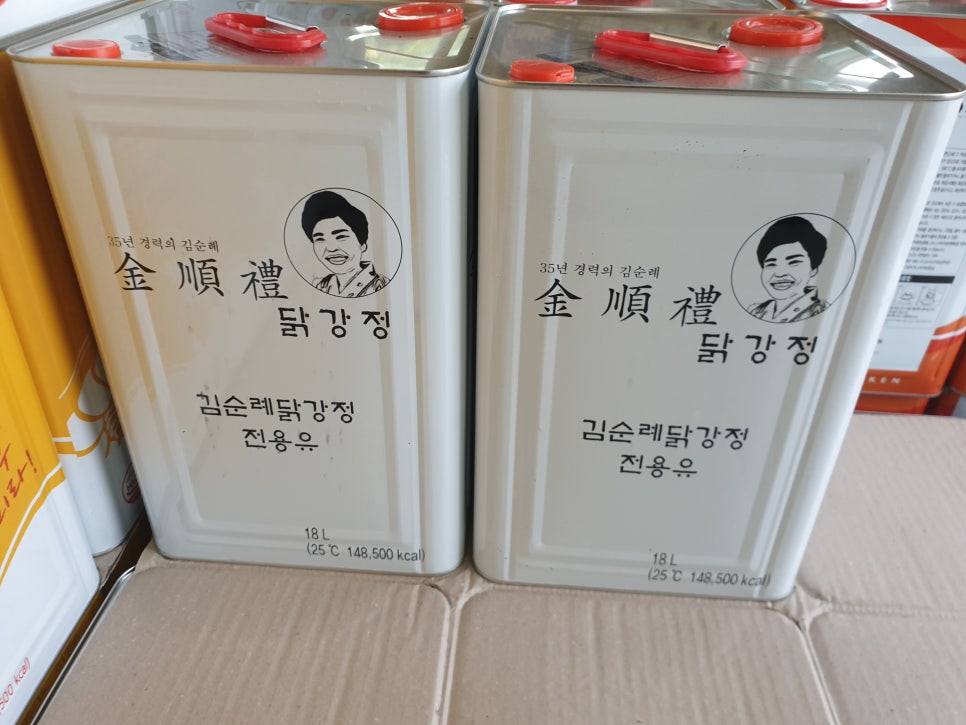 35년 경력의 김순례
金順禮
닭강정
김순례닭강정
전용유
18 L
(25 ℃ 148,500 kcal)
35년 경력의 김순례
金順禮
닭강정
김순례닭강정
전용유
18 L
(25 ℃ 148,500 kcal)